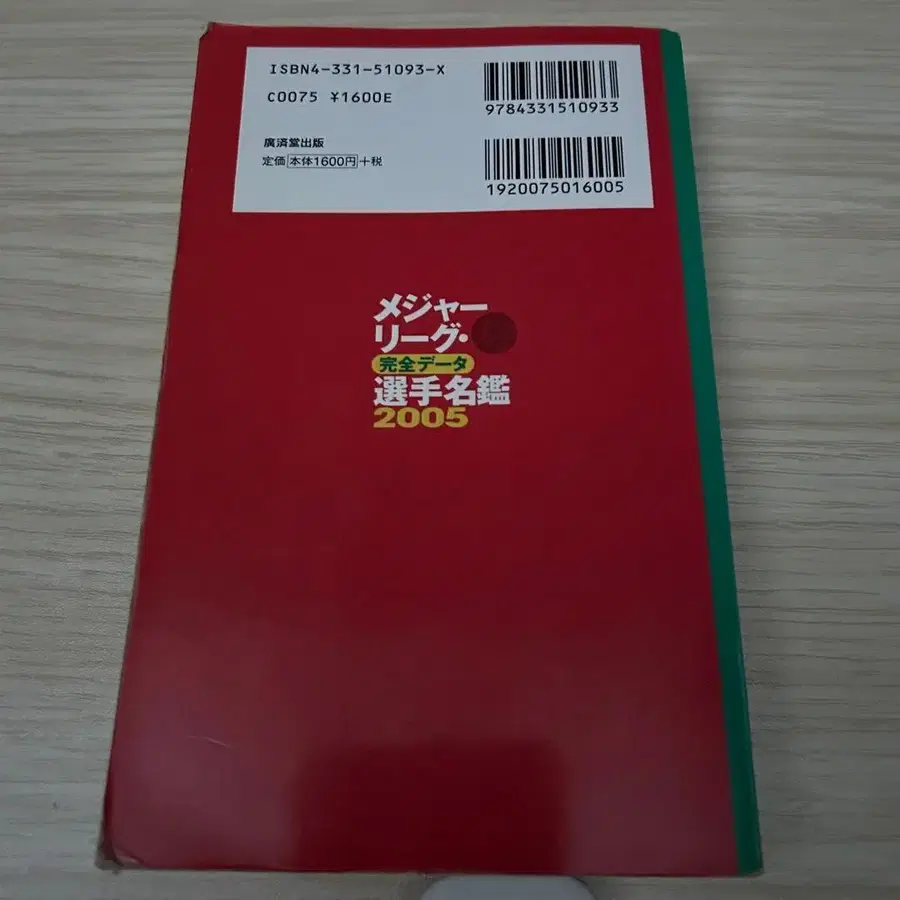 ISBN4-331-51093-X
C0075 ¥1600E
廣済堂出版
定価 本体1600円 +税
9784331510933
1920075016005
メジャー
リーグ・
完全データ
選手名鑑
2005